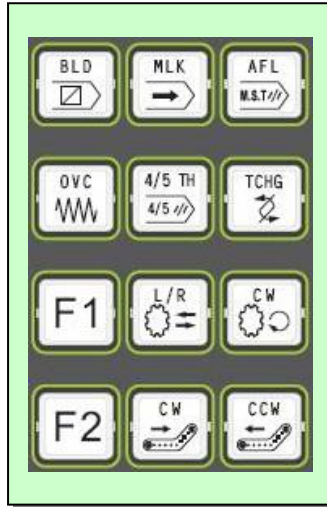 BLD MLK AFL
M.S.T
OVC 4/5 TH TCHG
4/5
F1 L/R CW
F2 CW CCW